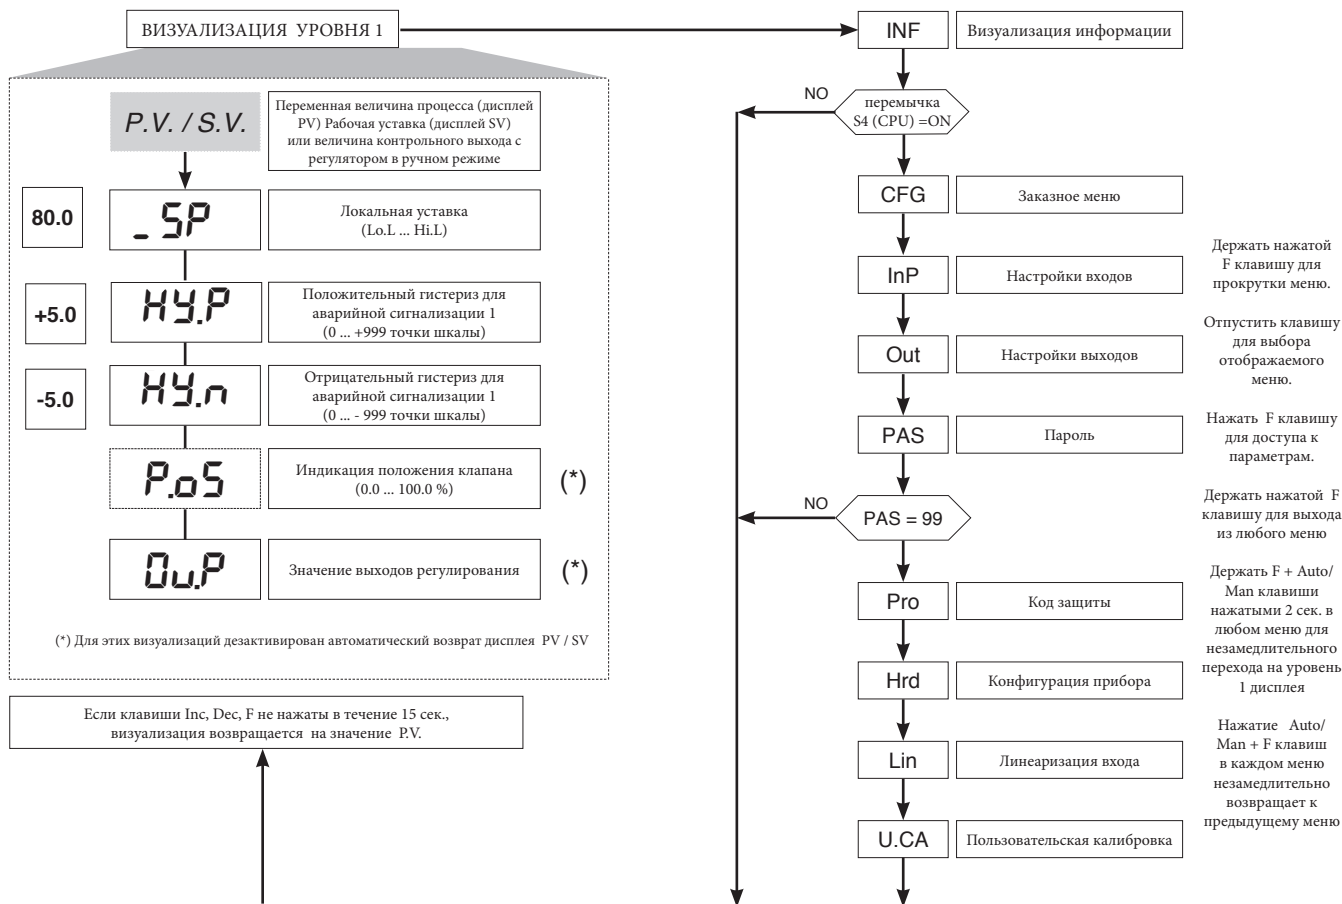 ВИЗУАЛИЗАЦИЯ УРОВНЯ 1
P.V. / S.V.
Переменная величина процесса (дисплей
PV) Рабочая уставка (дисплей SV)
или величина контрольного выхода с
регулятором в ручном режиме
80.0
_SP
Локальная уставка
(Lo.L ... Hi.L)
+5.0
HY.P
Положительный гистериз для
аварийной сигнализации 1
(0 ... +999 точки шкалы)
-5.0
HY.n
Отрицательный гистериз для
аварийной сигнализации 1
(0 ... - 999 точки шкалы)
P.oS
Индикация положения клапана
(0.0 ... 100.0 %)
(*)
Ou.P
Значение выходов регулирования
(*)
(*) Для этих визуализаций дезактивирован автоматический возврат дисплея PV / SV
Если клавиши Inc, Dec, F не нажаты в течение 15 сек.,
визуализация возвращается на значение P.V.
INF
Визуализация информации
NO
перемычка
S4 (CPU) =ON
CFG
Заказное меню
InP
Настройки входов
Out
Настройки выходов
PAS
Пароль
NO
PAS = 99
Pro
Код защиты
Hrd
Конфигурация прибора
Lin
Линеаризация входа
U.CA
Пользовательская калибровка
Держать нажатой
F клавишу для
прокрутки меню.
Отпустить клавишу
для выбора
отображаемого
меню.
Нажать F клавишу
для доступа к
параметрам.
Держать нажатой F
клавишу для выхода
из любого меню
Держать F + Auto/
Man клавиши
нажатыми 2 сек. в
любом меню для
незамедлительного
перехода на уровень
1 дисплея
Нажатие Auto/
Man + F клавиш
в каждом меню
незамедлительно
возвращает к
предыдущему меню